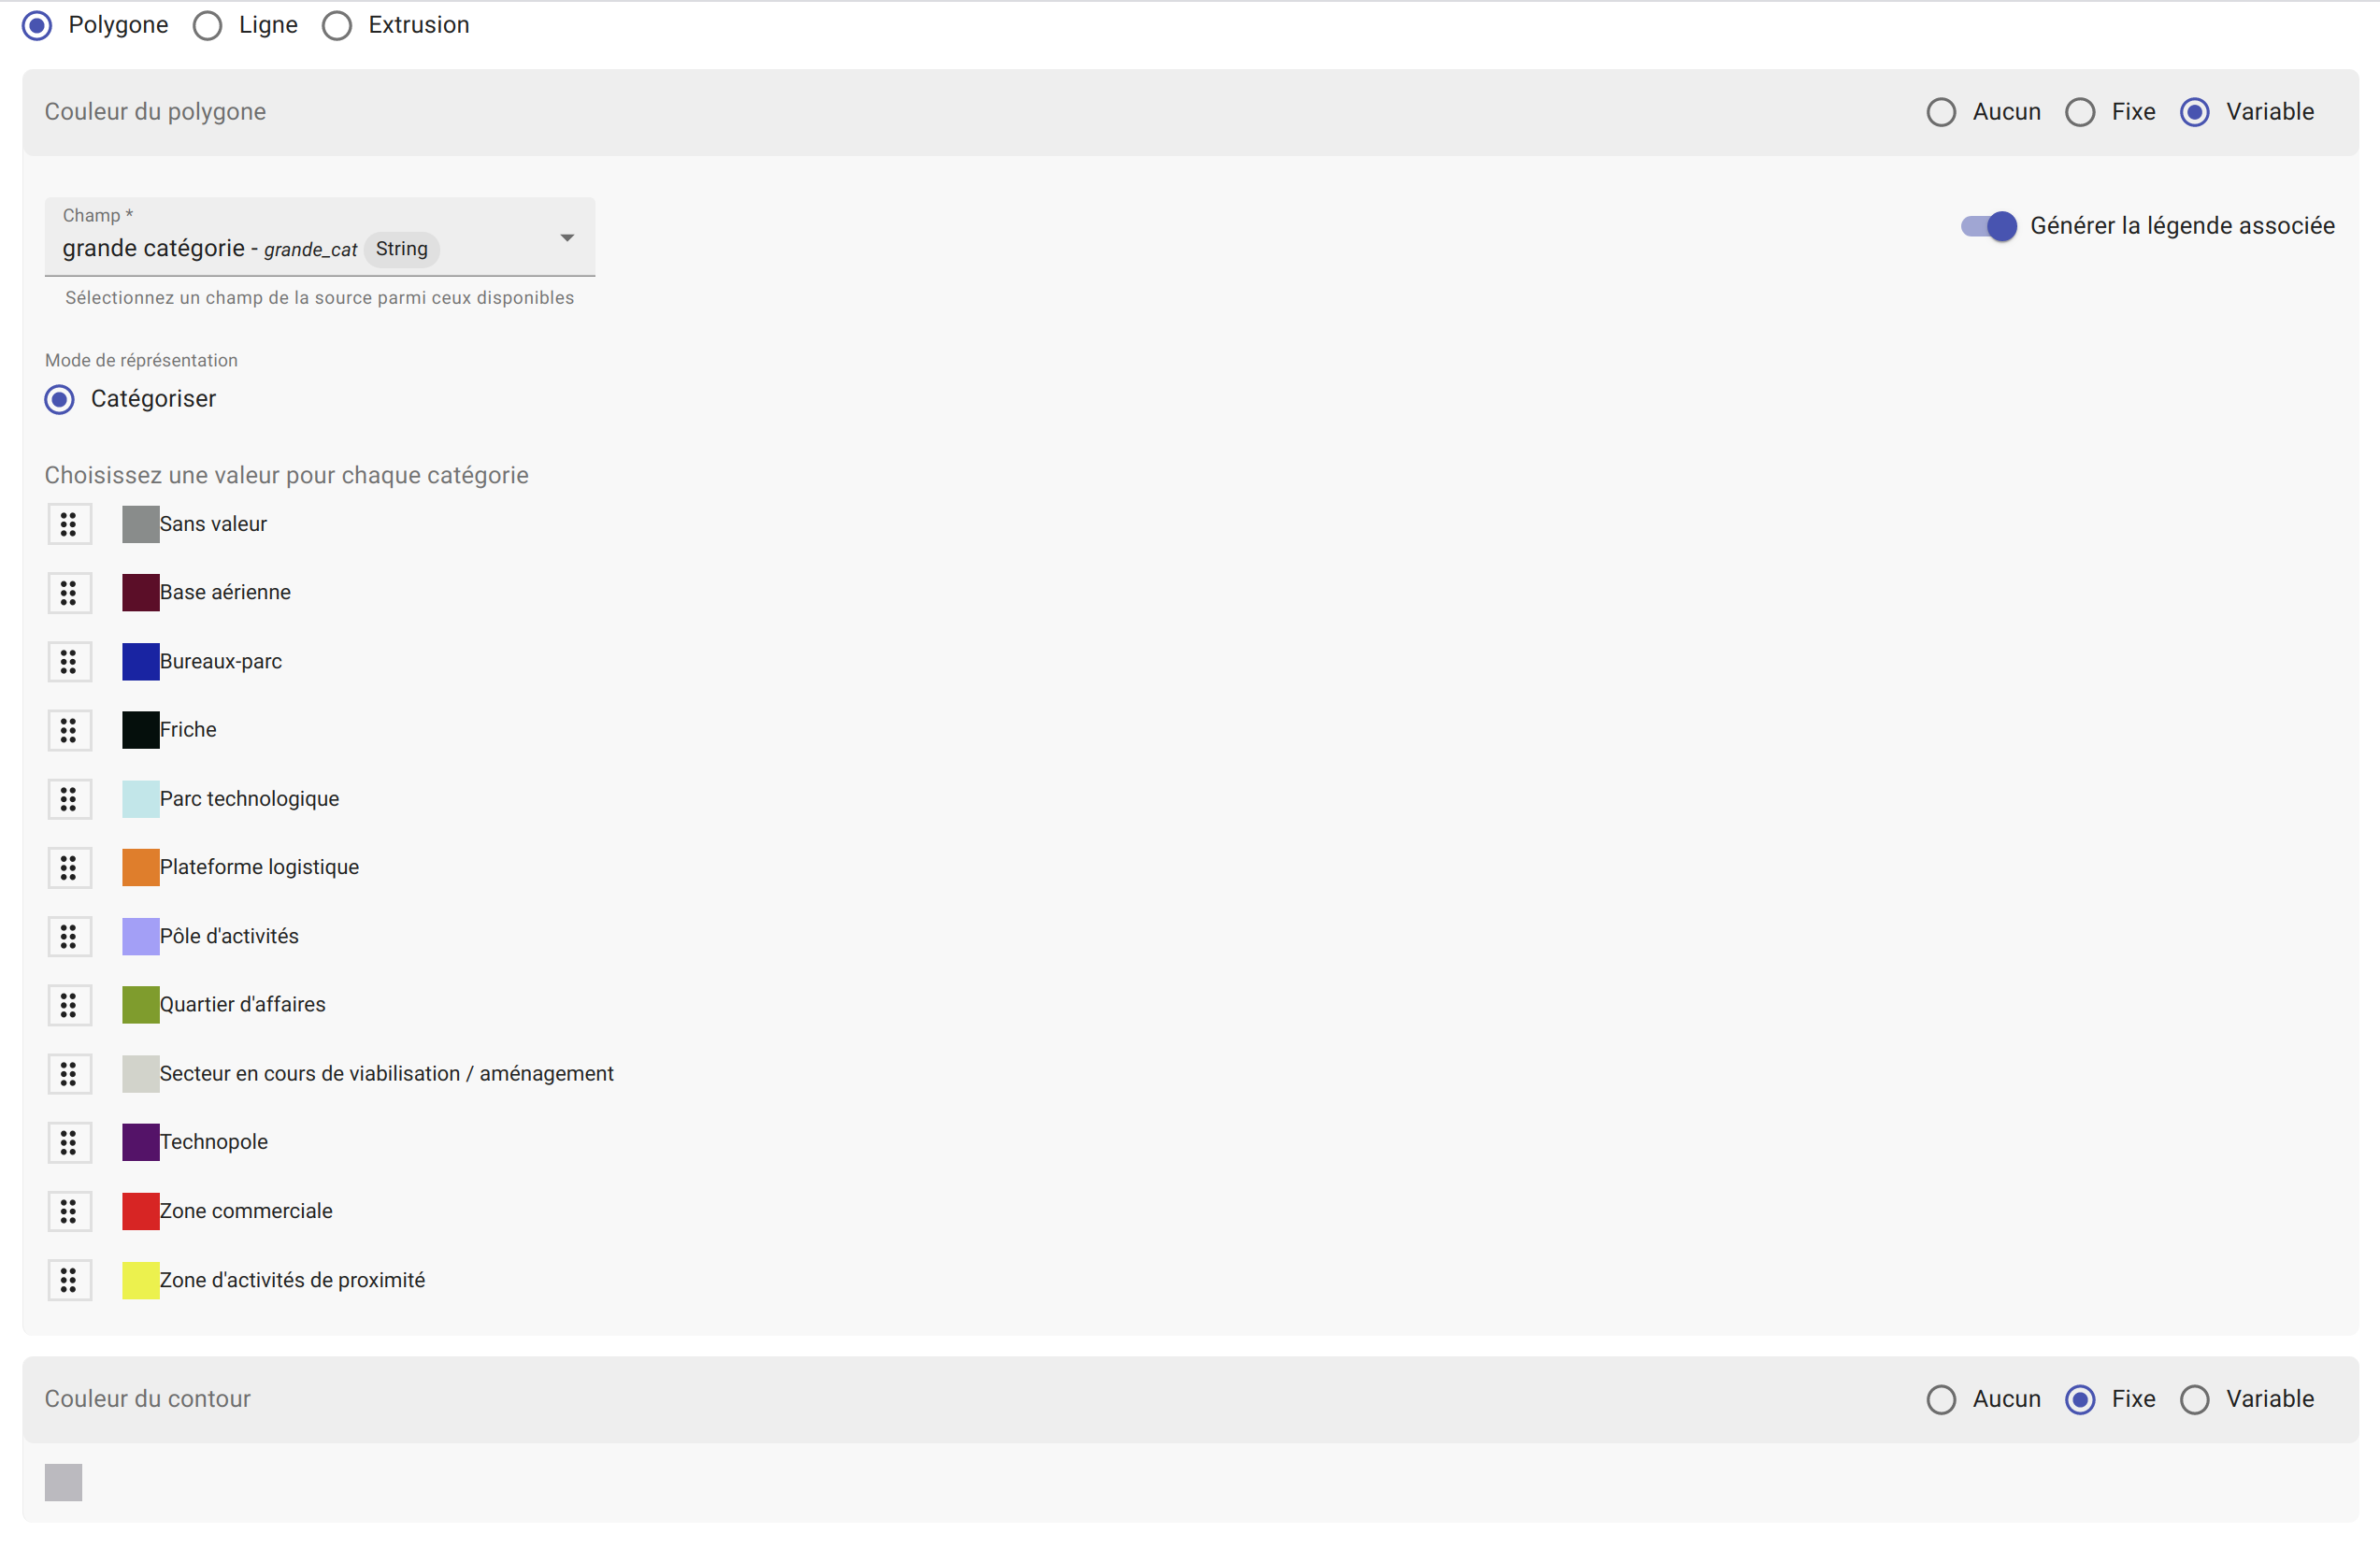 Polygone Ligne Extrusion
Couleur du polygone Aucun Fixe Variable
Champ *
grande catégorie - grande_cat String
Générer la légende associée
Sélectionnez un champ de la source parmi ceux disponibles
Mode de réprésentation
Catégoriser
Choisissez une valeur pour chaque catégorie
Sans valeur
Base aérienne
Bureaux-parc
Friche
Parc technologique
Plateforme logistique
Pôle d'activités
Quartier d'affaires
Secteur en cours de viabilisation / aménagement
Technopole
Zone commerciale
Zone d'activités de proximité
Couleur du contour Aucun Fixe Variable